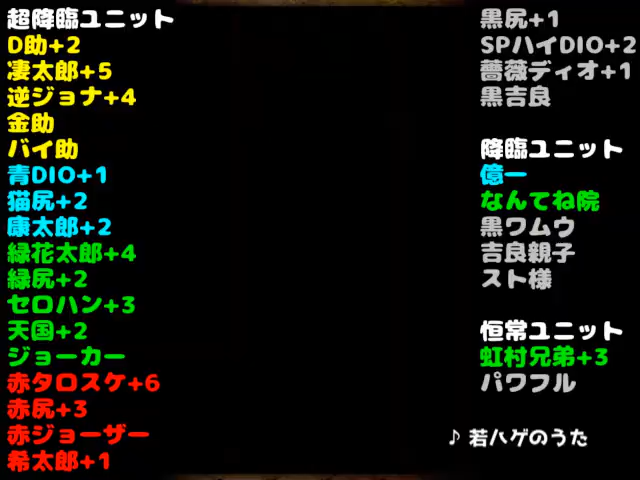 超降臨ユニット
D助+2
凄太郎+5
逆ジョナ+4
金助
バイ助
青DIO+1
猫尻+2
康太郎+2
緑花太郎+4
緑尻+2
セロハン+3
天国+2
ジョーカー
赤タロスケ+6
赤尻+3
赤ジョーザー
希太郎+1
黒尻+1
SPハイDIO+2
薔薇ディオ+1
黒吉良
降臨ユニット
億一
なんてね院
黒ワムウ
吉良親子
スト様
恒常ユニット
虹村兄弟+3
パワフル
♪ 若ハゲのうた